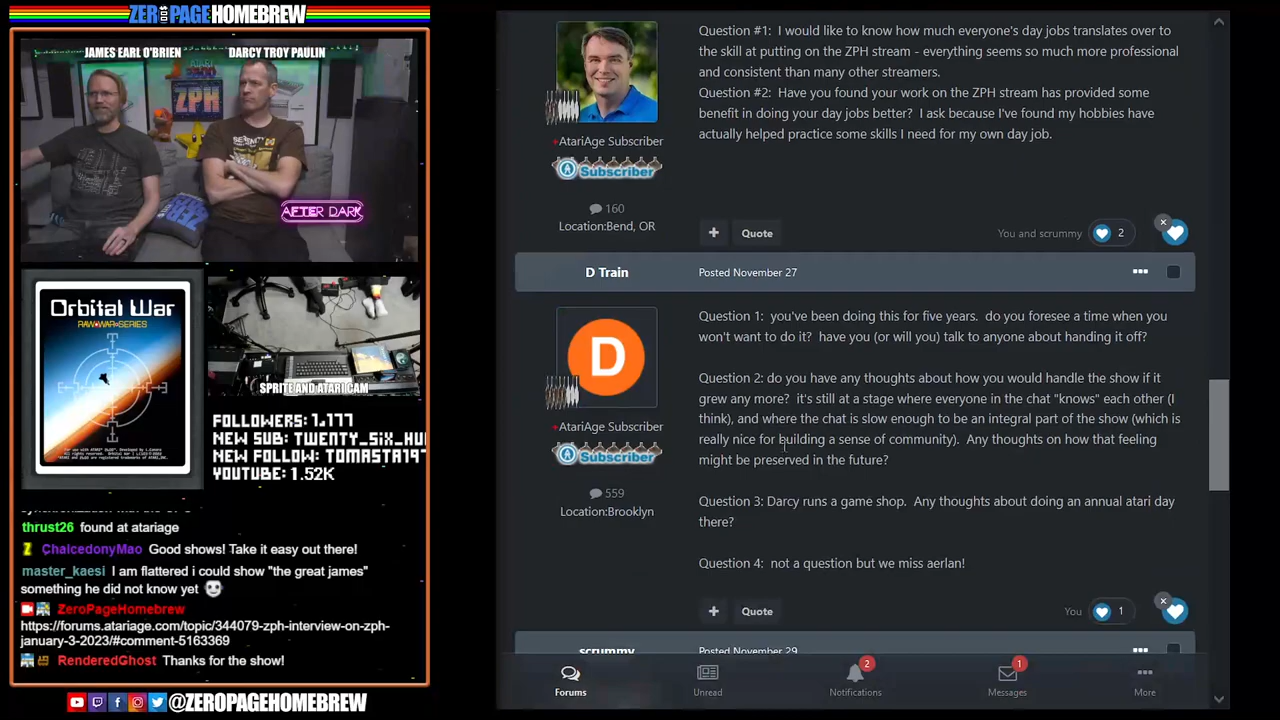 ZERO PAGE HOMEBREW
JAMES EARL O'BRIEN
DARCY TROY PAULIN
ZPH
SERENITY
AFTER DARK
Orbital War
RAW WAR SERIES
SPRITE AND ATARI CAM
FOLLOWERS: 1,177
NEW SUB: TWENTY_SIX_HU
NEW FOLLOW: TOMASTA197
YOUTUBE: 1.52K
thrust26 found at atariage
ChalcedonyMao Good shows! Take it easy out there!
master_kaesi I am flattered i could show "the great james"
something he did not know yet
ZeroPageHomebrew
https://forums.atariage.com/topic/344079-zph-interview-on-zph-
january-3-2023/#comment-5163369
RenderedGhost Thanks for the show!
@ZEROPAGEHOMEBREW
Question #1: I would like to know how much everyone's day jobs translates over to
the skill at putting on the ZPH stream - everything seems so much more professional
and consistent than many other streamers.
Question #2: Have you found your work on the ZPH stream has provided some
benefit in doing your day jobs better? I ask because I've found my hobbies have
actually helped practice some skills I need for my own day job.
+AtariAge Subscriber
Subscriber
160
Location:Bend, OR
+ Quote
You and scrummy 2
D Train
Posted November 27
D
Question 1: you've been doing this for five years. do you foresee a time when you
won't want to do it? have you (or will you) talk to anyone about handing it off?
Question 2: do you have any thoughts about how you would handle the show if it
grew any more? it's still at a stage where everyone in the chat "knows" each other (I
think), and where the chat is slow enough to be an integral part of the show (which is
really nice for building a sense of community). Any thoughts on how that feeling
might be preserved in the future?
Question 3: Darcy runs a game shop. Any thoughts about doing an annual atari day
there?
Question 4: not a question but we miss aerlan!
+AtariAge Subscriber
Subscriber
559
Location:Brooklyn
+ Quote
You 1
scrummy
Posted November 29
2
1
Forums
Unread
Notifications
Messages
More